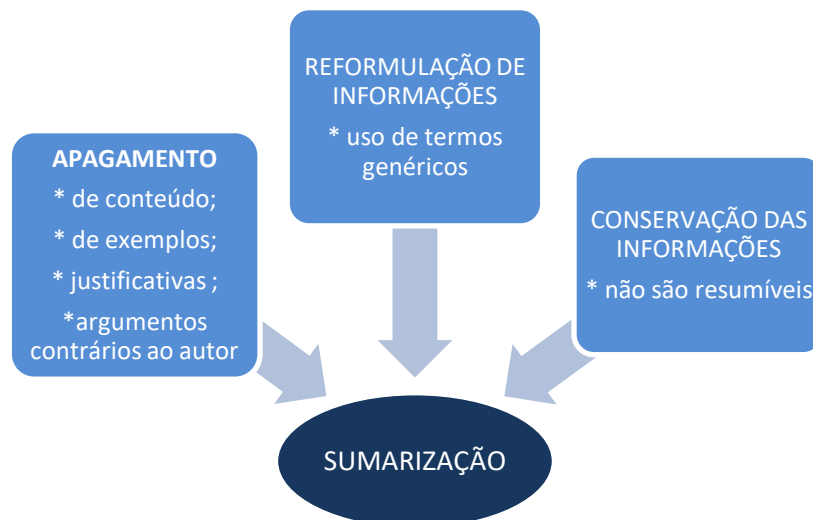 APAGAMENTO
* de conteúdo;
* de exemplos;
* justificativas ;
*argumentos
contrários ao autor
REFORMULAÇÃO DE
INFORMAÇÕES
* uso de termos
genéricos
CONSERVAÇÃO DAS
INFORMAÇÕES
* não são resumíveis
SUMARIZAÇÃO